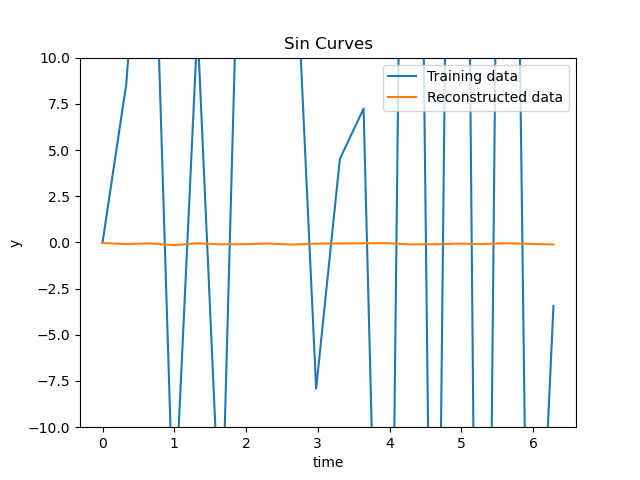 Sin Curves
Training data
Reconstructed data
10.0
7.5
5.0
2.5
0.0
−2.5
−5.0
−7.5
−10.0
y
0 1 2 3 4 5 6
time